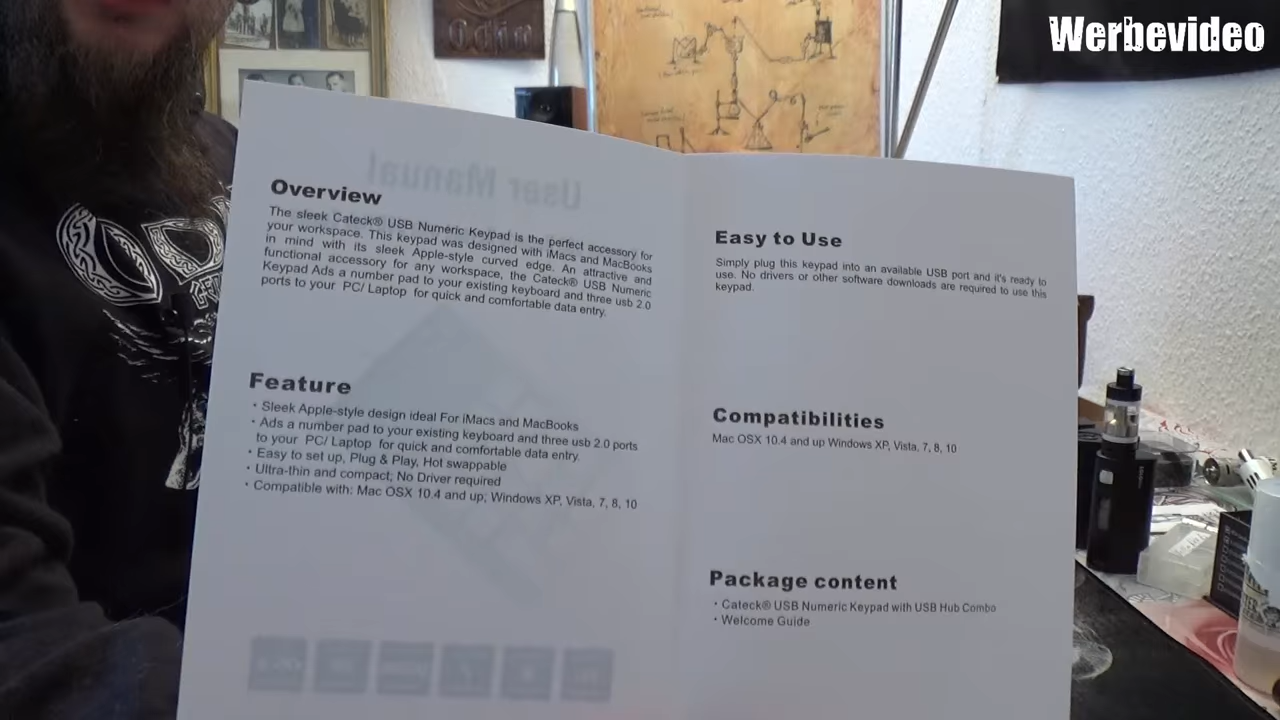 Werbevideo
Odin
User Manual
Overview
The sleek Cateck® USB Numeric Keypad is the perfect accessory for
your workspace. This keypad was designed with iMacs and MacBooks
in mind with its sleek Apple-style curved edge. An attractive and
functional accessory for any workspace, the Cateck® USB Numeric
Keypad Ads a number pad to your existing keyboard and three usb 2.0
ports to your PC/ Laptop for quick and comfortable data entry.
Feature
• Sleek Apple-style design ideal For iMacs and MacBooks
• Ads a number pad to your existing keyboard and three usb 2.0 ports
to your PC/ Laptop for quick and comfortable data entry.
• Easy to set up, Plug & Play, Hot swappable
• Ultra-thin and compact; No Driver required
• Compatible with: Mac OSX 10.4 and up; Windows XP, Vista, 7, 8, 10
Easy to Use
Simply plug this keypad into an available USB port and it's ready to
use. No drivers or other software downloads are required to use this
keypad.
Compatibilities
Mac OSX 10.4 and up Windows XP, Vista, 7, 8, 10
Package content
• Cateck® USB Numeric Keypad with USB Hub Combo
• Welcome Guide